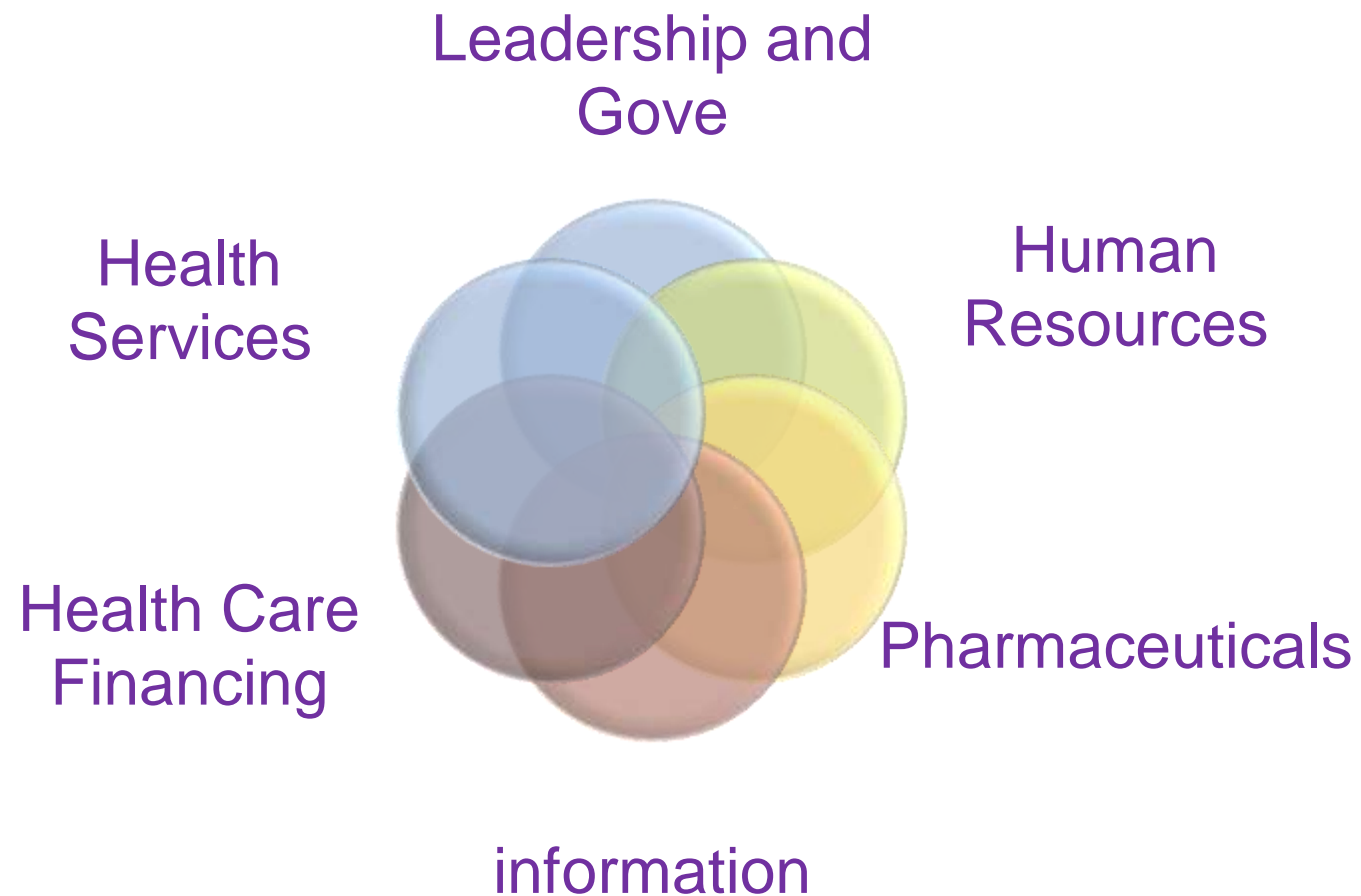 Leadership and
Gove
Human
Resources
Pharmaceuticals
information
Health Care
Financing
Health
Services